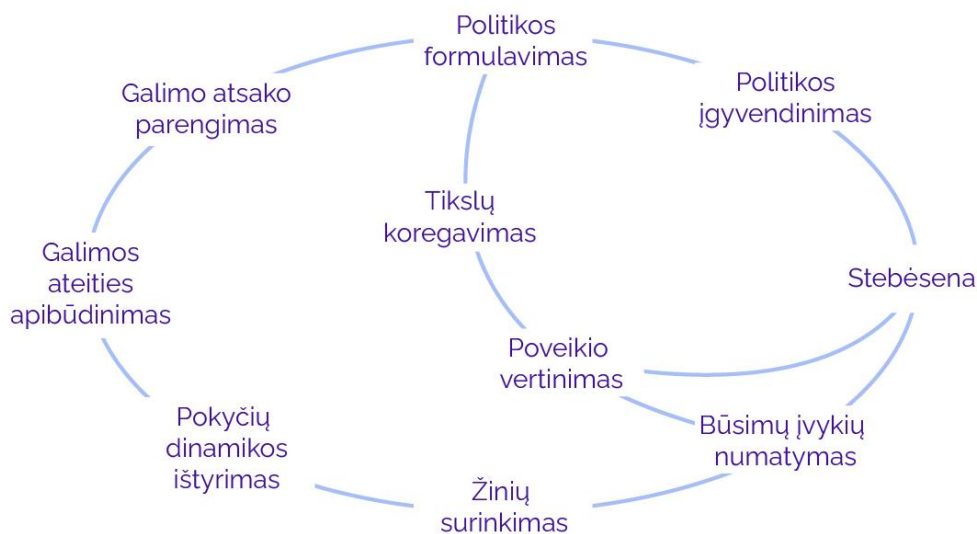 Politikos
formulavimas
Politikos
įgyvendinimas
Galimo atsako
parengimas
Tikslų
koregavimas
Stebėsena
Galimos
ateities
apibūdinimas
Poveikio
vertinimas
Būsimų įvykių
numatymas
Pokyčių
dinamikos
ištyrimas
Žinių
surinkimas